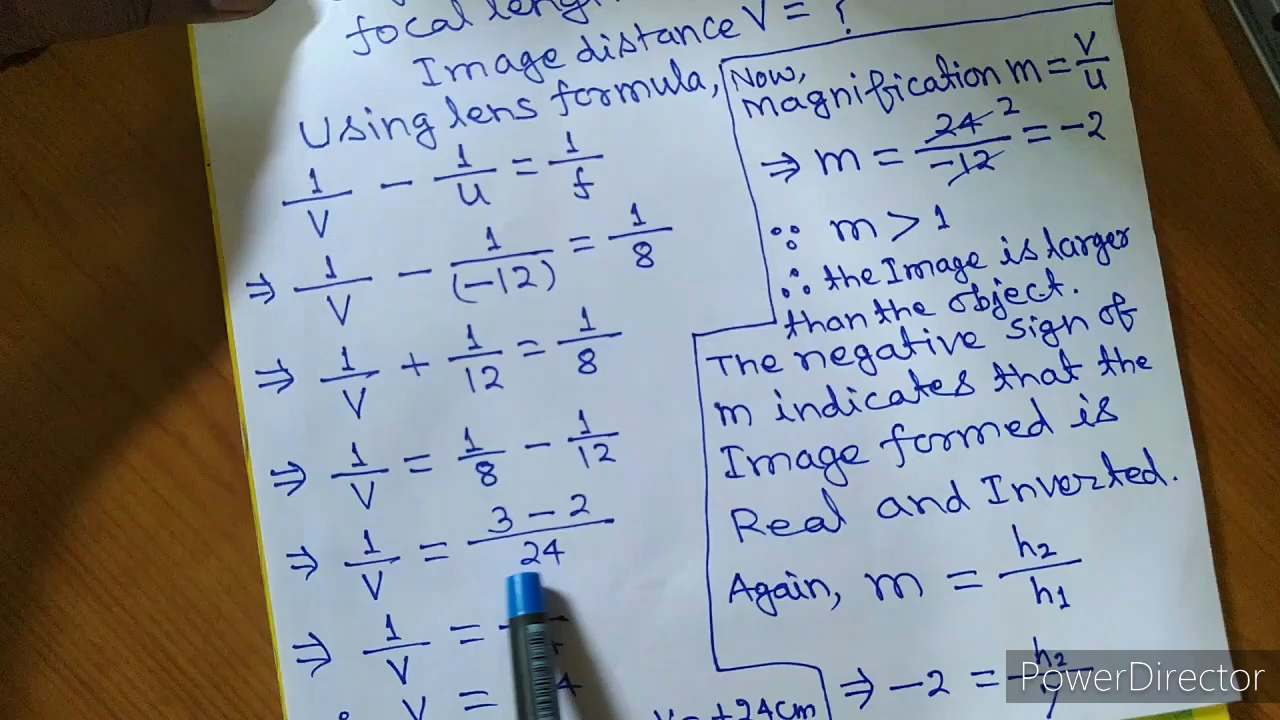 focal leng
Image distance V = ?
Using lens formula,
1/V - 1/u = 1/f
⇒ 1/V - 1/(-12) = 1/8
⇒ 1/V + 1/12 = 1/8
⇒ 1/V = 1/8 - 1/12
⇒ 1/V = 3-2/24
⇒ 1/V =
V =
V = +24cm
Now,
magnification m = V/u
⇒ m = 24 2/-12 = -2
∵ m > 1
∴ the Image is larger
than the object.
The negative sign of
m indicates that the
Image formed is
Real and Inverted.
Again, m = h2/h1
⇒ -2 = h2
PowerDirector